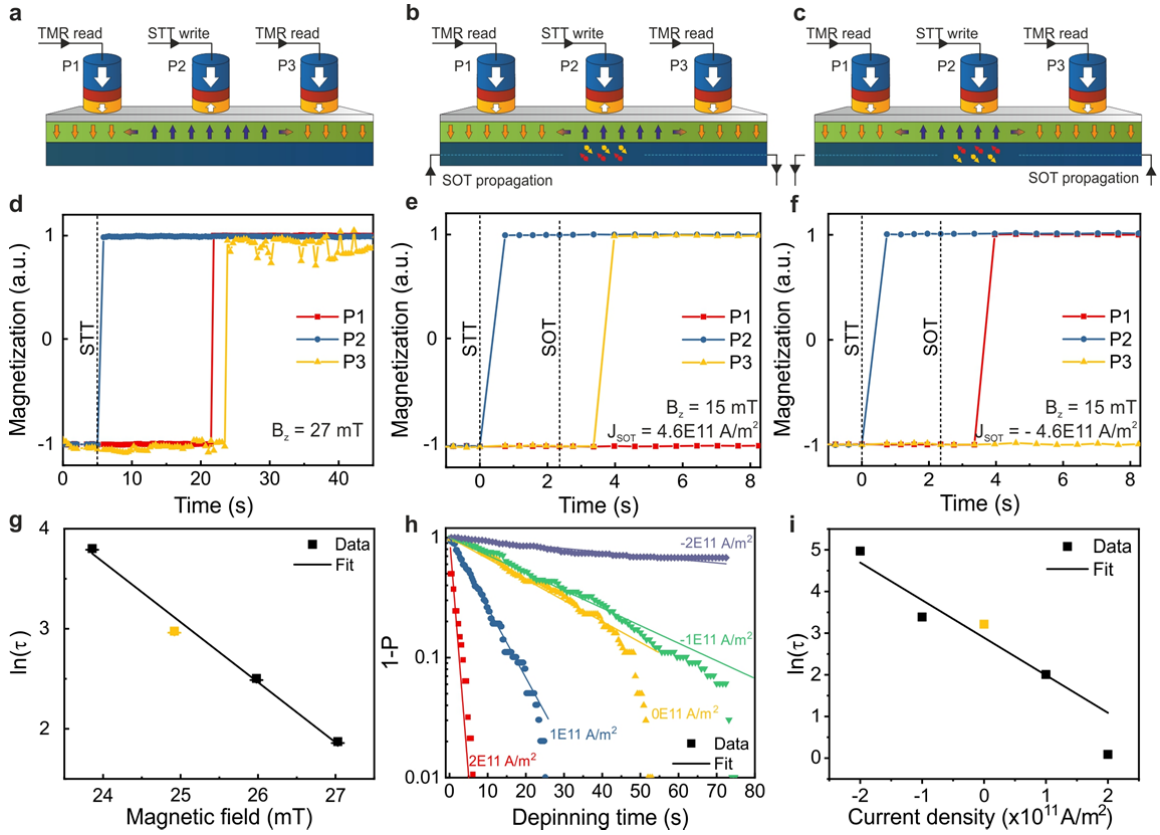 a
TMR read STT write TMR read
P1 P2 P3
b
TMR read STT write TMR read
P1 P2 P3
SOT propagation
c
TMR read STT write TMR read
P1 P2 P3
SOT propagation
d
Magnetization (a.u.)
1
0
-1
STT
P1
P2
P3
B_z = 27 mT
0 10 20 30 40
Time (s)
e
Magnetization (a.u.)
1
0
-1
STT
SOT
P1
P2
P3
B_z = 15 mT
J_SOT = 4.6E11 A/m²
0 2 4 6 8
Time (s)
f
Magnetization (a.u.)
1
0
-1
STT
SOT
P1
P2
P3
B_z = 15 mT
J_SOT = - 4.6E11 A/m²
0 2 4 6 8
Time (s)
g
ln(τ)
4
3
2
Data
Fit
24 25 26 27
Magnetic field (mT)
h
1-P
1
0.1
0.01
-2E11 A/m²
-1E11 A/m²
0E11 A/m²
1E11 A/m²
2E11 A/m²
Data
Fit
0 10 20 30 40 50 60 70 80
Depinning time (s)
i
ln(τ)
5
4
3
2
1
0
Data
Fit
-2 -1 0 1 2
Current density (x10¹¹A/m²)